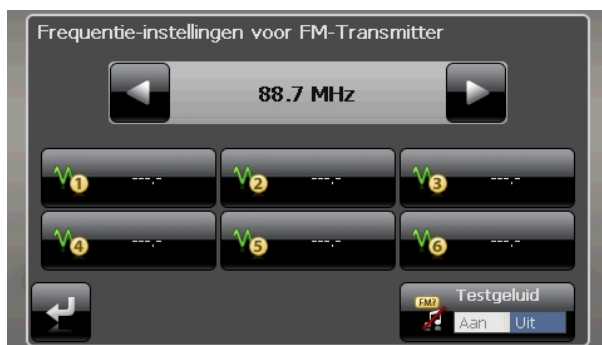 Frequentie-instellingen voor FM-Transmitter
88.7 MHz
1 ---.- 2 ---.- 3 ---.-
4 ---.- 5 ---.- 6 ---.-
FM? Testgeluid
Aan Uit